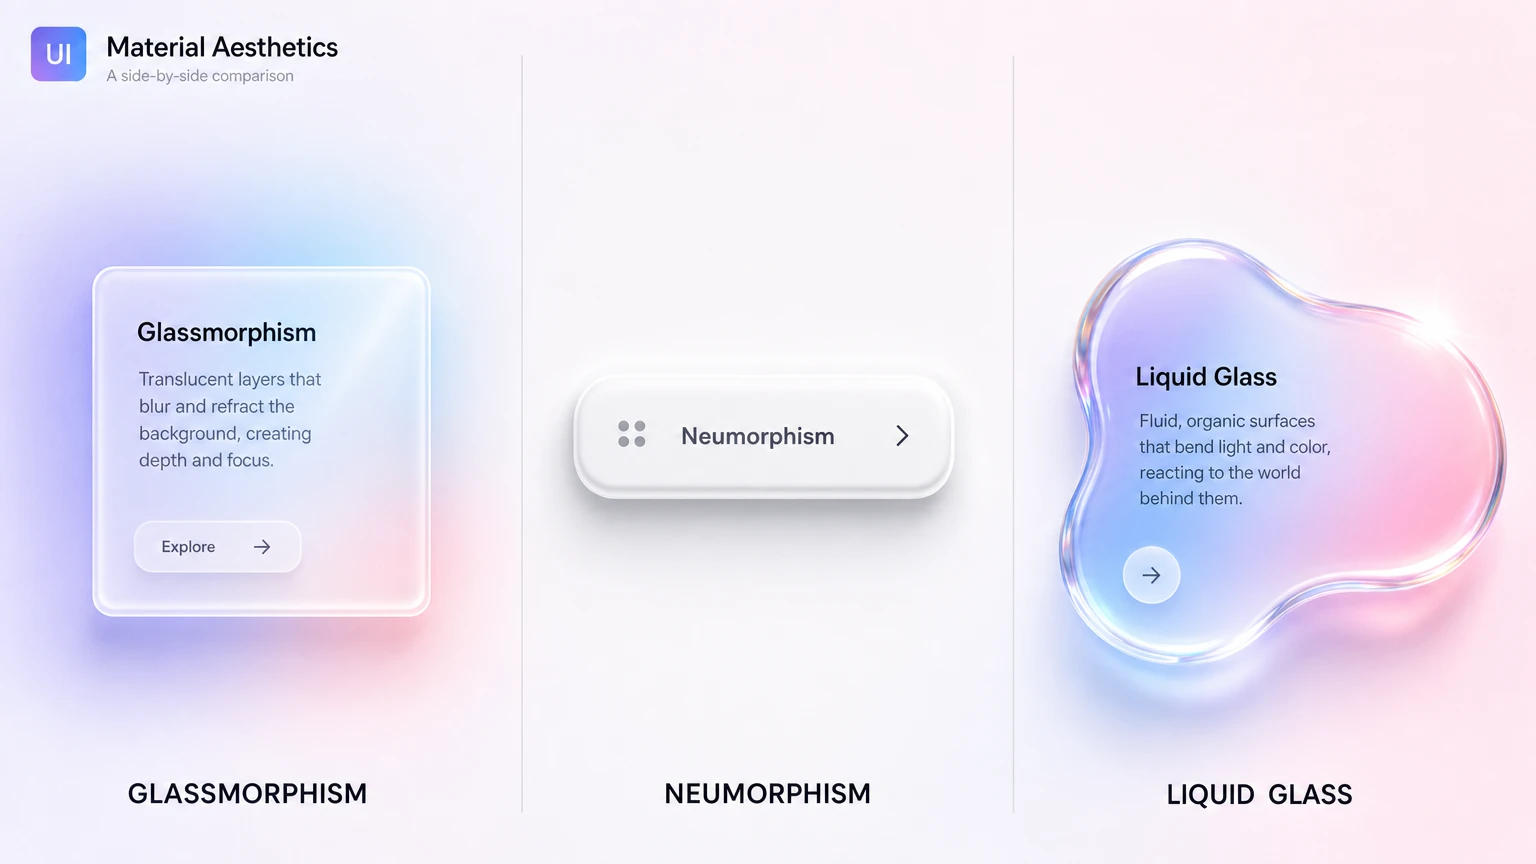 UI
Material Aesthetics
A side-by-side comparison
Glassmorphism
Translucent layers that
blur and refract the
background, creating
depth and focus.
Explore
GLASSMORPHISM
Neumorphism
NEUMORPHISM
Liquid Glass
Fluid, organic surfaces
that bend light and color,
reacting to the world
behind them.
LIQUID GLASS